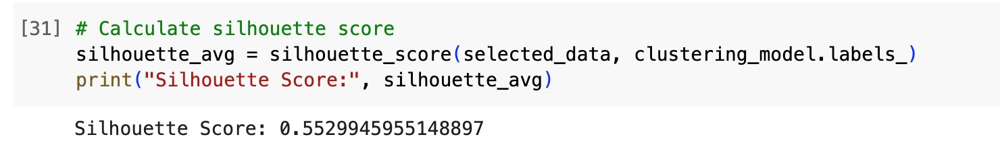 [31] # Calculate silhouette score
silhouette_avg = silhouette_score(selected_data, clustering_model.labels_)
print("Silhouette Score:", silhouette_avg)
Silhouette Score: 0.5529945955148897